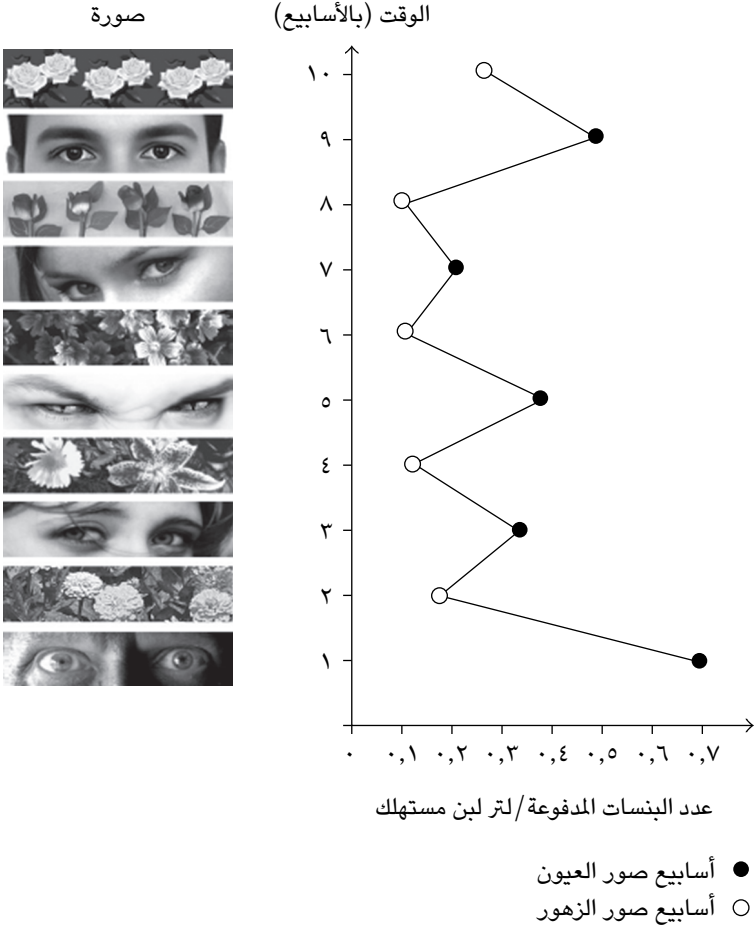 صورة
الوقت (بالأسابيع)
١٠
٩
٨
٧
٦
٥
٤
٣
٢
١
٠ ٠,١ ٠,٢ ٠,٣ ٠,٤ ٠,٥ ٠,٦ ٠,٧
عدد البنسات المدفوعة/لتر لبن مستهلك
أسابيع صور العيون
أسابيع صور الزهور